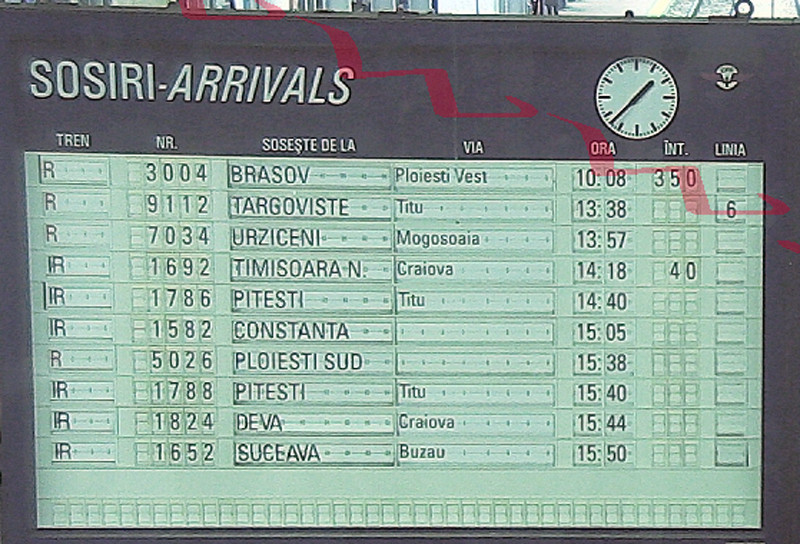 SOSIRI-ARRIVALS
TREN NR. SOSEŞTE DE LA VIA ORA ÎNT. LINIA
R 3004 BRASOV Ploiesti Vest 10:08 350
R 9112 TARGOVISTE Titu 13:38 6
R 7034 URZICENI Mogosoaia 13:57
IR 1692 TIMISOARA N. Craiova 14:18 40
IR 1786 PITESTI Titu 14:40
IR 1582 CONSTANTA 15:05
R 5026 PLOIESTI SUD 15:38
IR 1788 PITESTI Titu 15:40
IR 1824 DEVA Craiova 15:44
IR 1652 SUCEAVA Buzau 15:50